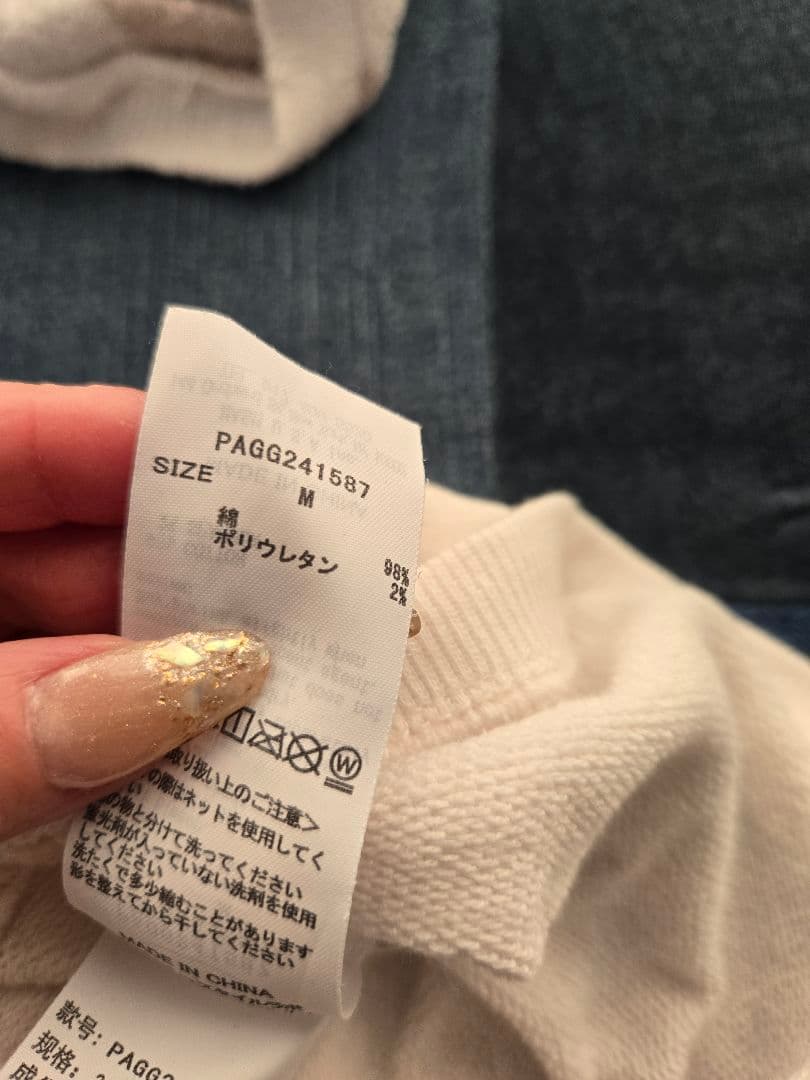 PAGG241587
SIZE M
綿 98%
ポリウレタン 2%
取り扱い上のご注意>
の際はネットを使用してく
い
の物と分けて洗ってください
蛍光剤が入っていない洗剤を使用
してください
洗たくで多少縮むことがあります
形を整えてから干してください
MADE IN CHINA
款号: PAGG2
规格:
成